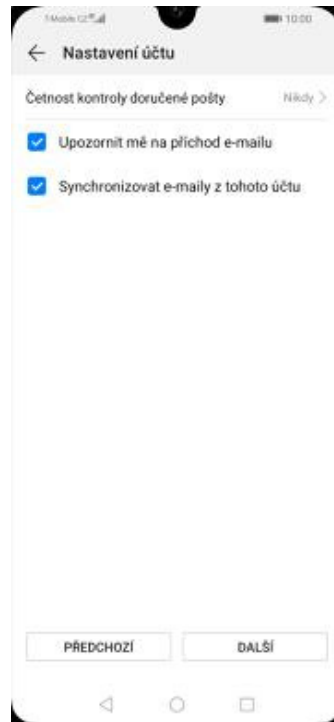 T-Mobile CZ 10:00
Nastavení účtu
Četnost kontroly doručené pošty Nikdy
Upozornit mě na příchod e-mailu
Synchronizovat e-maily z tohoto účtu
PŘEDCHOZÍ DALŠÍ